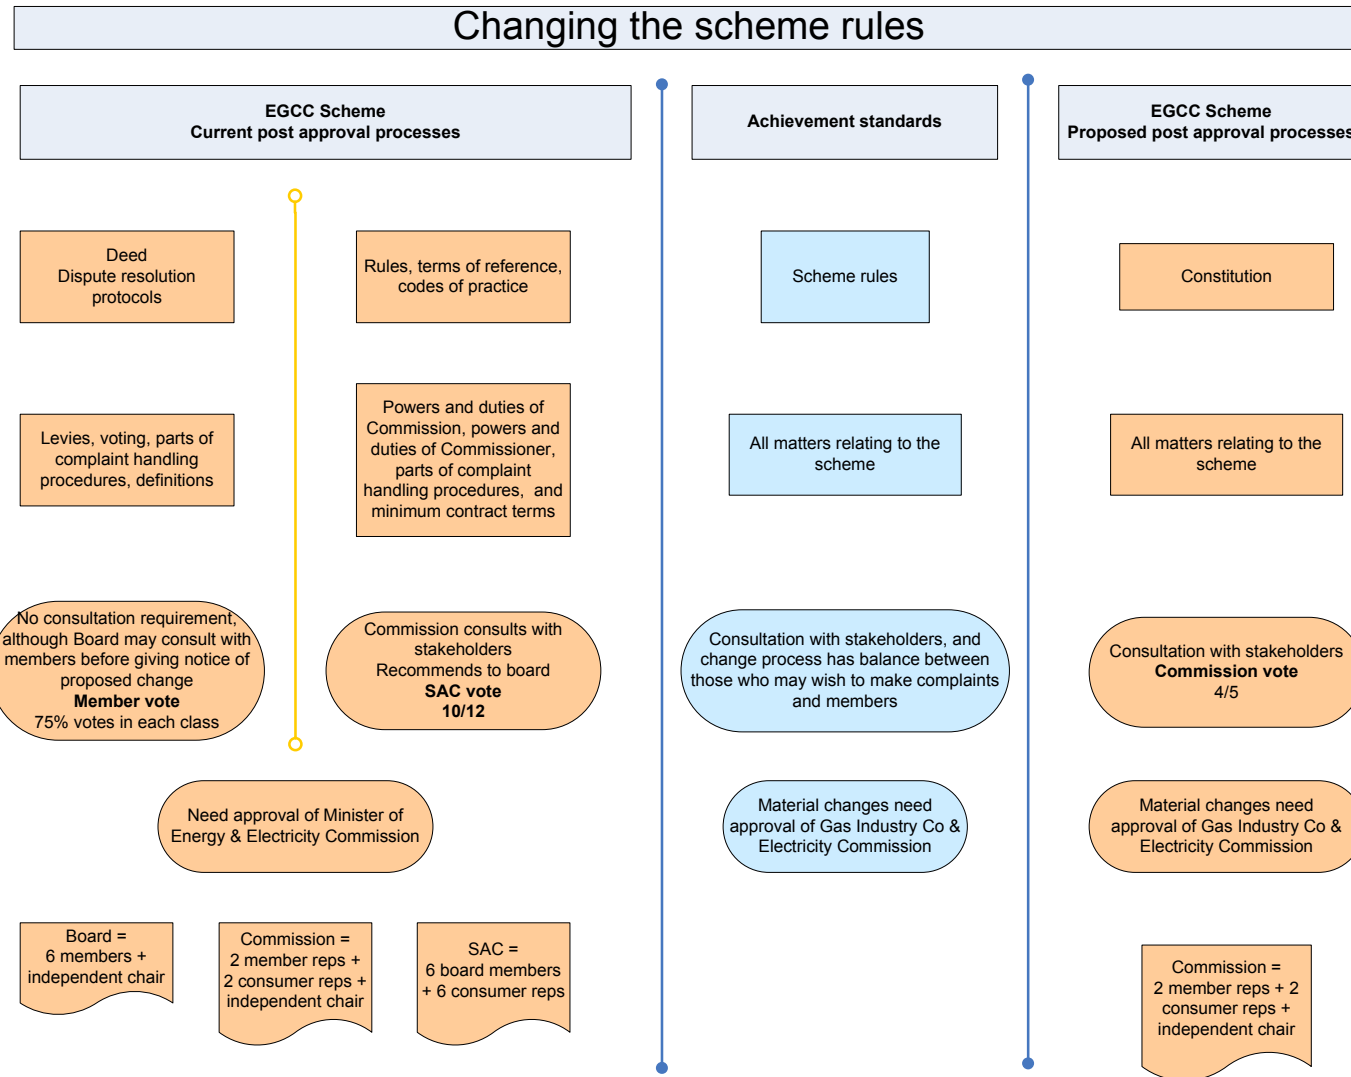 Changing the scheme rules
EGCC Scheme
Current post approval processes
Achievement standards
EGCC Scheme
Proposed post approval processes
Deed
Dispute resolution
protocols
Rules, terms of reference,
codes of practice
Scheme rules
Constitution
Levies, voting, parts of
complaint handling
procedures, definitions
Powers and duties of
Commission, powers and
duties of Commissioner,
parts of complaint
handling procedures, and
minimum contract terms
All matters relating to the
scheme
All matters relating to the
scheme
No consultation requirement,
although Board may consult with
members before giving notice of
proposed change
Member vote
75% votes in each class
Commission consults with
stakeholders
Recommends to board
SAC vote
10/12
Consultation with stakeholders, and
change process has balance between
those who may wish to make complaints
and members
Consultation with stakeholders
Commission vote
4/5
Need approval of Minister of
Energy & Electricity Commission
Material changes need
approval of Gas Industry Co &
Electricity Commission
Material changes need
approval of Gas Industry Co &
Electricity Commission
Board =
6 members +
independent chair
Commission =
2 member reps +
2 consumer reps +
independent chair
SAC =
6 board members
+ 6 consumer reps
Commission =
2 member reps + 2
consumer reps +
independent chair